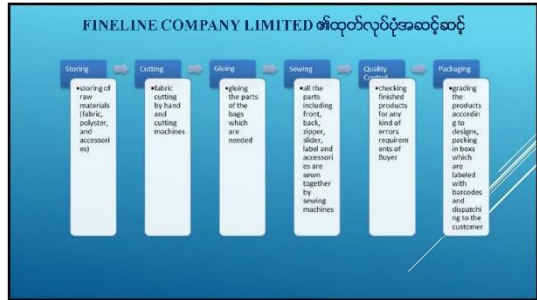 FINELINE COMPANY LIMITED ၏ထုတ်လုပ်ပုံအဆင့်ဆင့်
Storing
•storing of
raw
materials
(fabric,
polyster,
and
accessori
es)
Cutting
•fabric
cutting
by hand
and
cutting
machines
Gluing
•gluing
the parts
of the
bags
which
are
needed
Sewing
•all the
parts
including
front,
back,
zipper,
slider,
label and
accessori
es are
sewn
together
by
sewing
machines
Quality
Control
•checking
finished
products
for any
kind of
errors
requirem
ents of
Buyer
Packaging
•grading
the
products
accordin
g to
designs,
packing
in boxs
which
are
labeled
with
barcodes
and
dispatchi
ng to the
customer